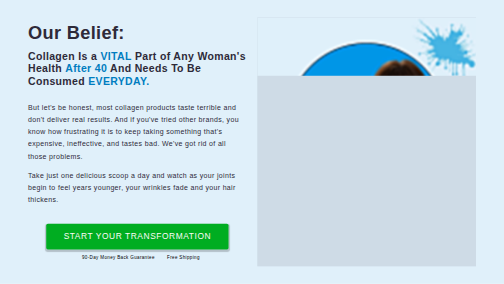 Our Belief:
Collagen Is a VITAL Part of Any Woman's
Health After 40 And Needs To Be
Consumed EVERYDAY.
But let's be honest, most collagen products taste terrible and
don't deliver real results. And if you've tried other brands, you
know how frustrating it is to keep taking something that's
expensive, ineffective, and tastes bad. We've got rid of all
those problems.
Take just one delicious scoop a day and watch as your joints
begin to feel years younger, your wrinkles fade and your hair
thickens.
START YOUR TRANSFORMATION
90-Day Money Back Guarantee Free Shipping